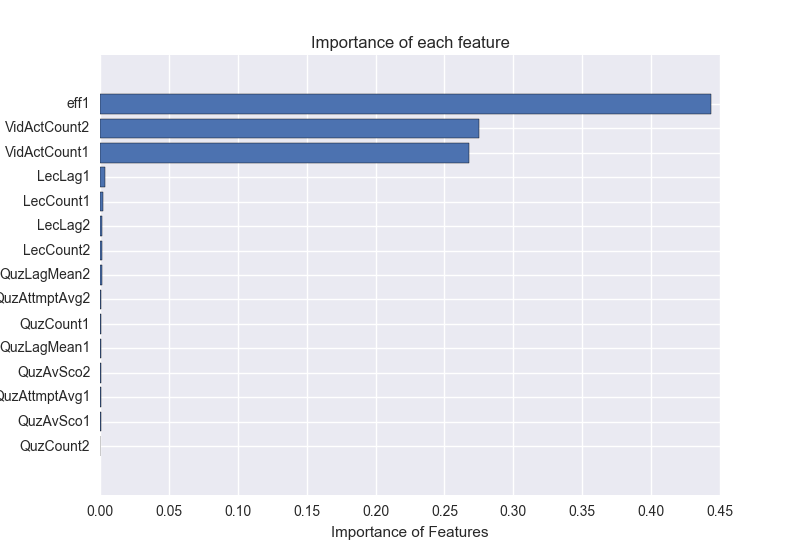 Importance of each feature
eff1
VidActCount2
VidActCount1
LecLag1
LecCount1
LecLag2
LecCount2
QuzLagMean2
QuzAttmptAvg2
QuzCount1
QuzLagMean1
QuzAvSco2
QuzAttmptAvg1
QuzAvSco1
QuzCount2
0.00 0.05 0.10 0.15 0.20 0.25 0.30 0.35 0.40 0.45
Importance of Features